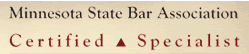 Minnesota State Bar Association
Certified ▲ Specialist